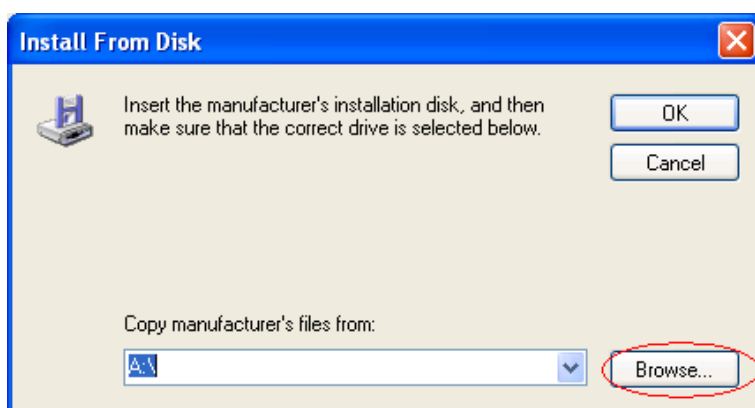 Install From Disk
Insert the manufacturer's installation disk, and then
make sure that the correct drive is selected below.
OK
Cancel
Copy manufacturer's files from:
A:\
Browse...